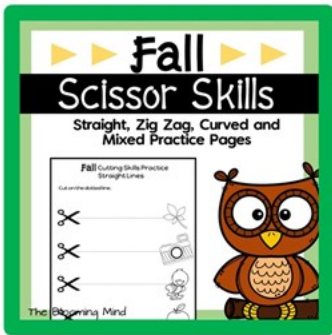 Fall
Scissor Skills
Straight, Zig Zag, Curved and
Mixed Practice Pages
Fall Cutting Skills Practice
Straight Lines
Cut on the dotted line.
The Blooming Mind